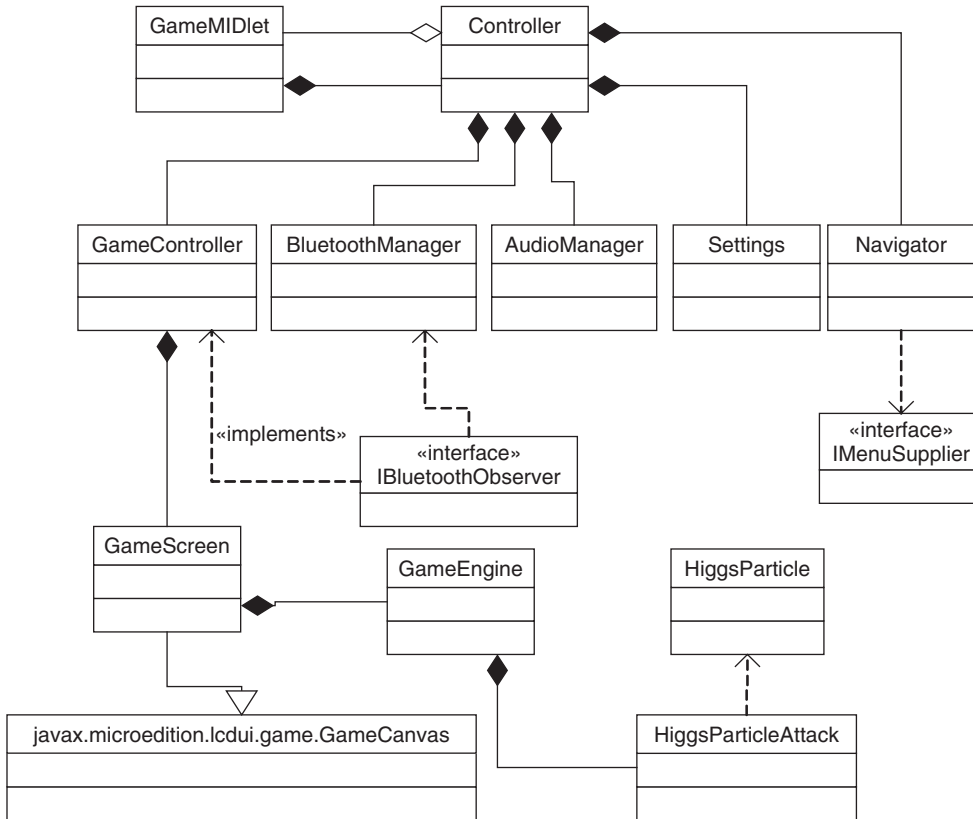 GameMIDlet
Controller
GameController
BluetoothManager
AudioManager
Settings
Navigator
«implements»
«interface»
IBluetoothObserver
«interface»
IMenuSupplier
GameScreen
GameEngine
HiggsParticle
javax.microedition.lcdui.game.GameCanvas
HiggsParticleAttack